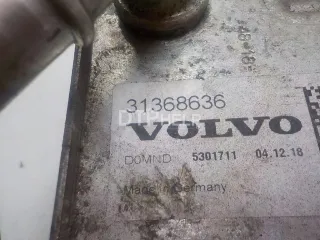 31368636
VOLVO
DOMND 5301711 04.12.18
Made in Germany